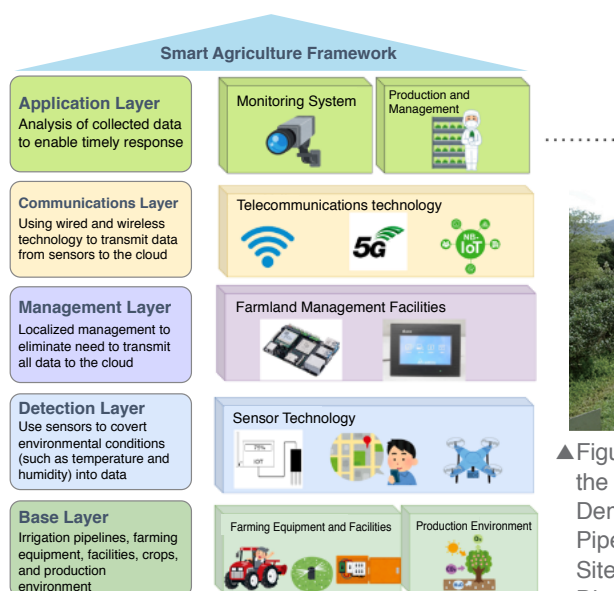 Smart Agriculture Framework
Application Layer
Analysis of collected data
to enable timely response
Monitoring System
Production and
Management
Communications Layer
Using wired and wireless
technology to transmit data
from sensors to the cloud
Telecommunications technology
5G
NB-
IoT
Management Layer
Localized management to
eliminate need to transmit
all data to the cloud
Farmland Management Facilities
Detection Layer
Use sensors to covert
environmental conditions
(such as temperature and
humidity) into data
Sensor Technology
75%
IOT
Base Layer
Irrigation pipelines, farming
equipment, facilities, crops,
and production
environment
Farming Equipment and Facilities
Production Environment
▲Figu
the
Den
Pipe
Site